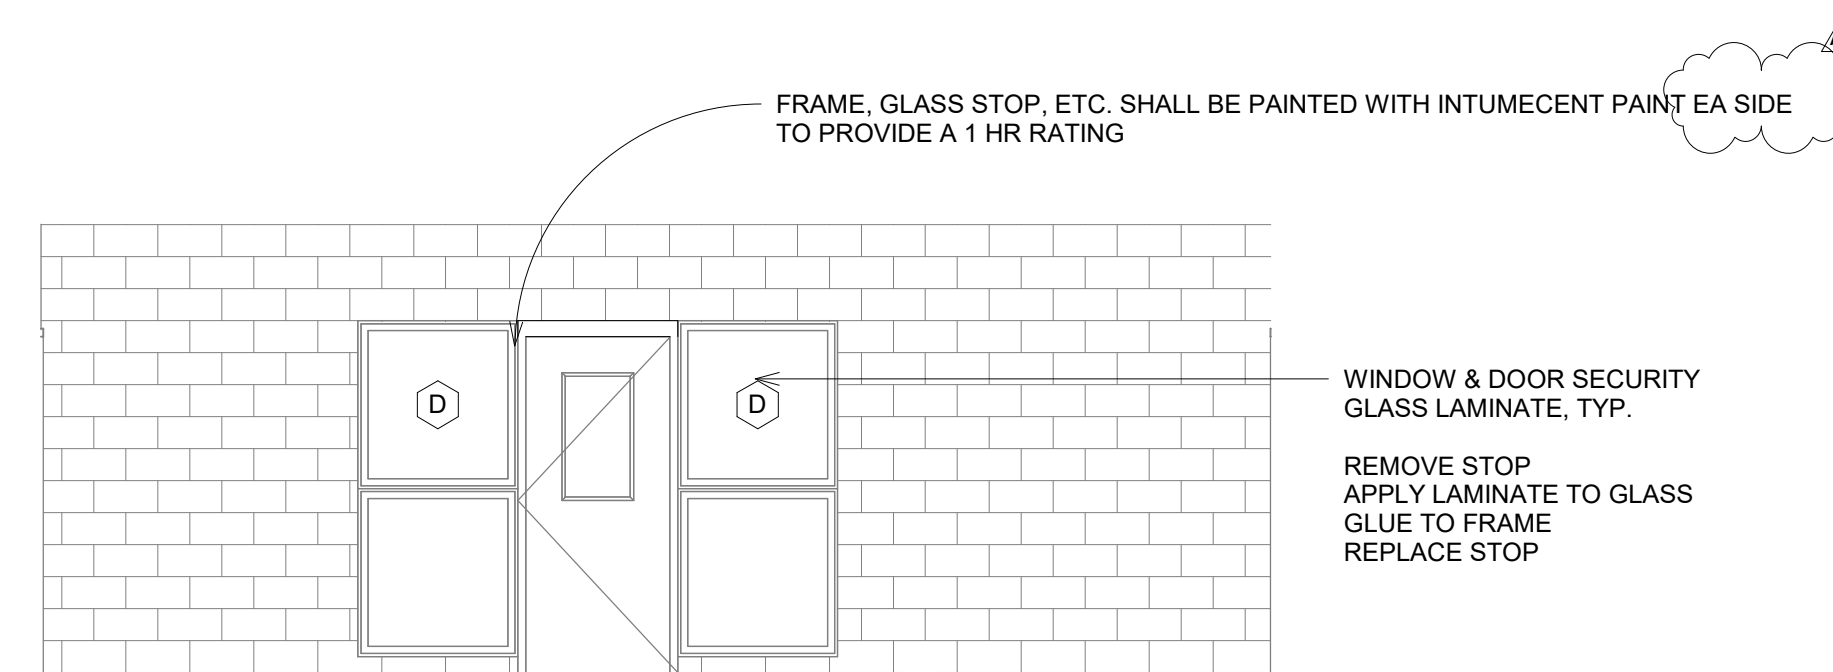 FRAME, GLASS STOP, ETC. SHALL BE PAINTED WITH INTUMECENT PAINT EA SIDE
TO PROVIDE A 1 HR RATING
D
D
WINDOW & DOOR SECURITY
GLASS LAMINATE, TYP.
REMOVE STOP
APPLY LAMINATE TO GLASS
GLUE TO FRAME
REPLACE STOP